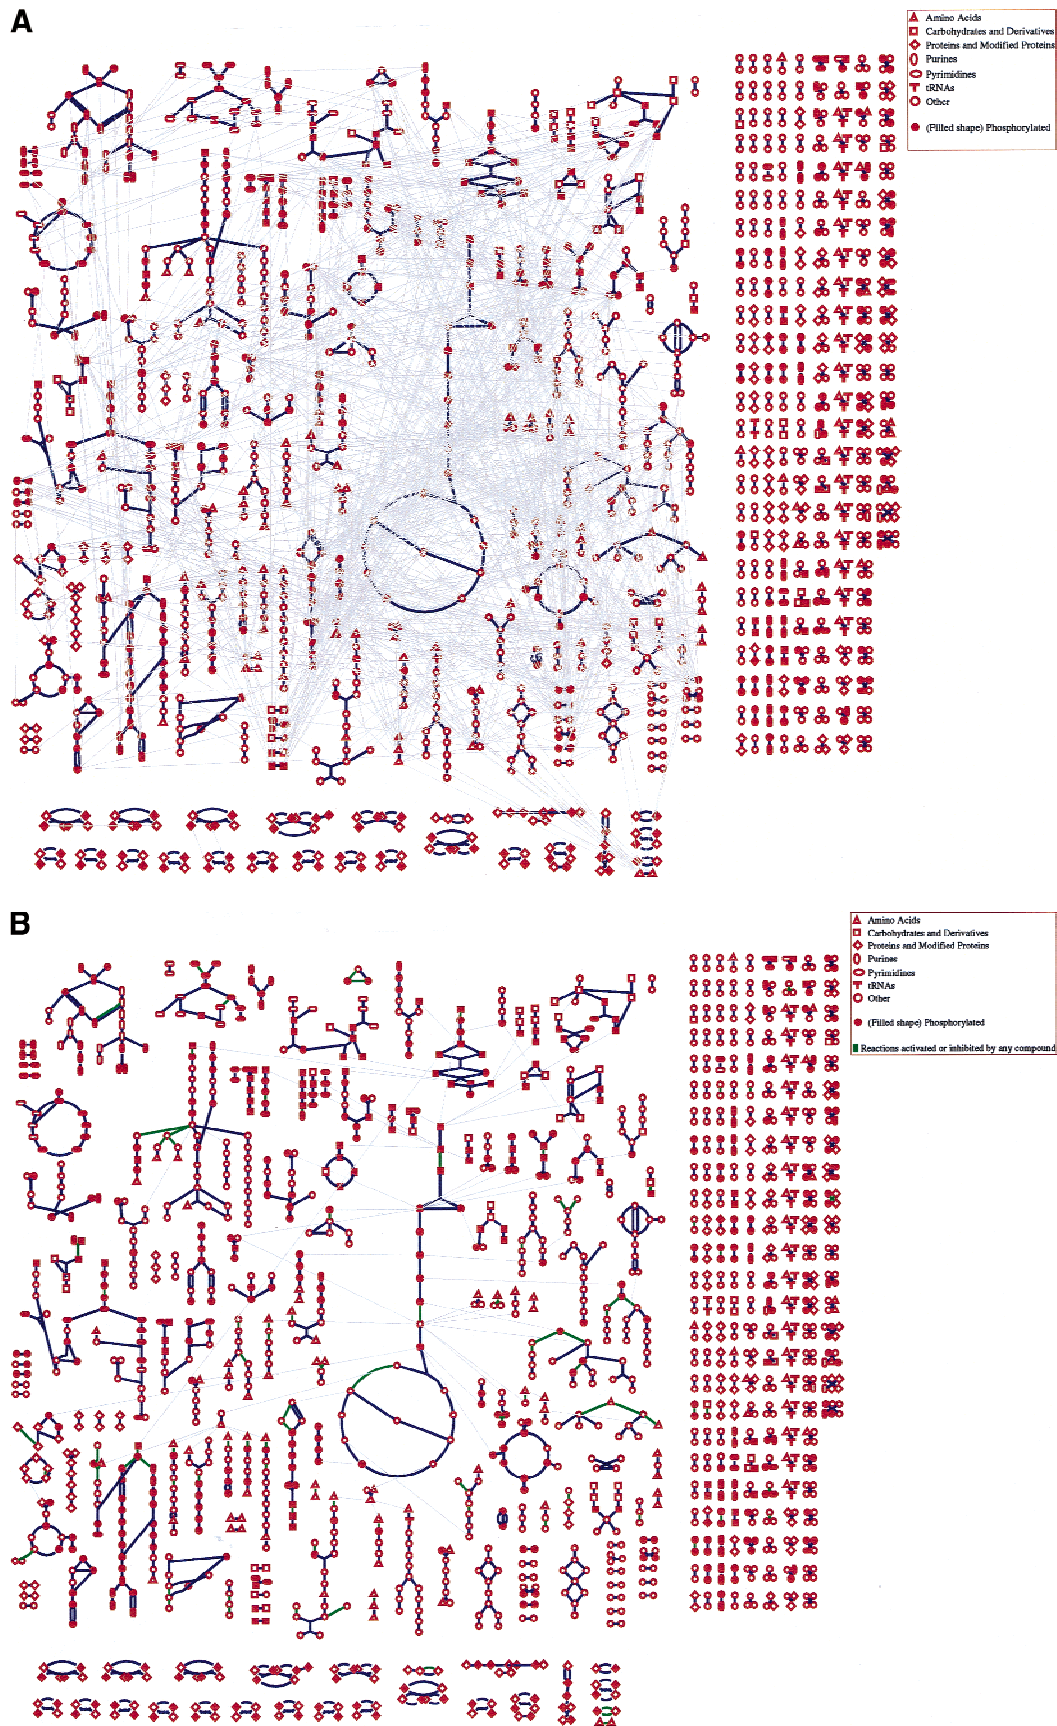 A
Amino Acids
Carbohydrates and Derivatives
Proteins and Modified Proteins
Purines
Pyrimidines
tRNAs
Other
(Filled shape) Phosphorylated
B
Amino Acids
Carbohydrates and Derivatives
Proteins and Modified Proteins
Purines
Pyrimidines
tRNAs
Other
(Filled shape) Phosphorylated
Reactions activated or inhibited by any compound